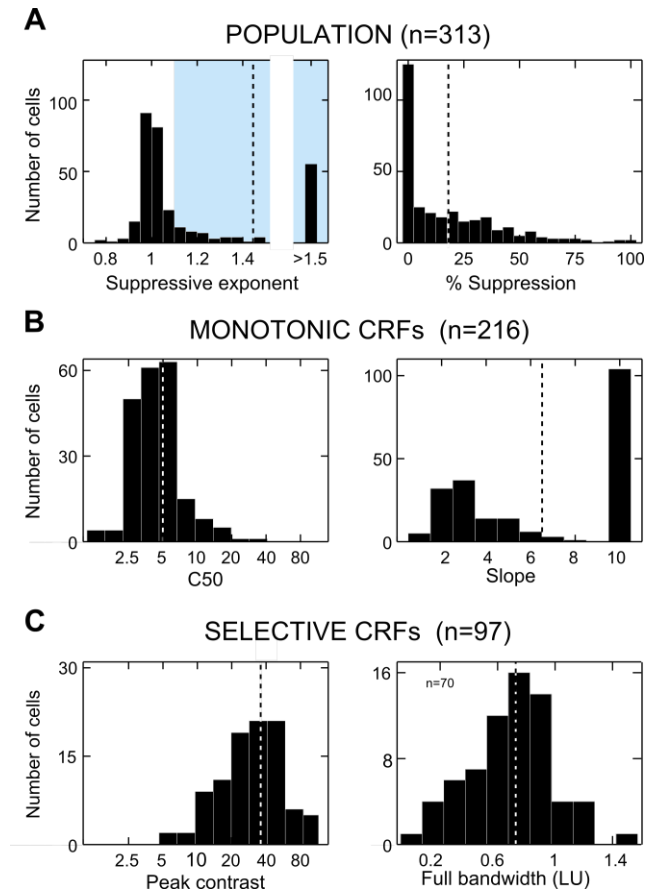 A
POPULATION (n=313)
Number of cells
100
50
0
0.8 1 1.2 1.4 >1.5
Suppressive exponent
100
50
0
0 25 50 75 100
% Suppression
B
MONOTONIC CRFs (n=216)
Number of cells
60
30
0
2.5 5 10 20 40 80
C50
100
50
0
2 4 6 8 10
Slope
C
SELECTIVE CRFs (n=97)
Number of cells
30
15
0
2.5 5 10 20 40 80
Peak contrast
16
8
0
n=70
0.2 0.6 1 1.4
Full bandwidth (LU)